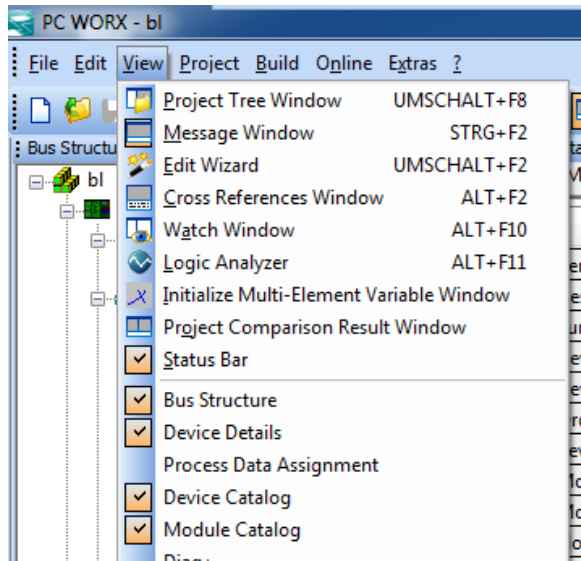 PC WORX - bl
File Edit View Project Build Online Extras ?
Project Tree Window UMSCHALT+F8
Message Window STRG+F2
Edit Wizard UMSCHALT+F2
Cross References Window ALT+F2
Watch Window ALT+F10
Logic Analyzer ALT+F11
Initialize Multi-Element Variable Window
Project Comparison Result Window
Status Bar
Bus Structure
Device Details
Process Data Assignment
Device Catalog
Module Catalog
Bus Structu
bl